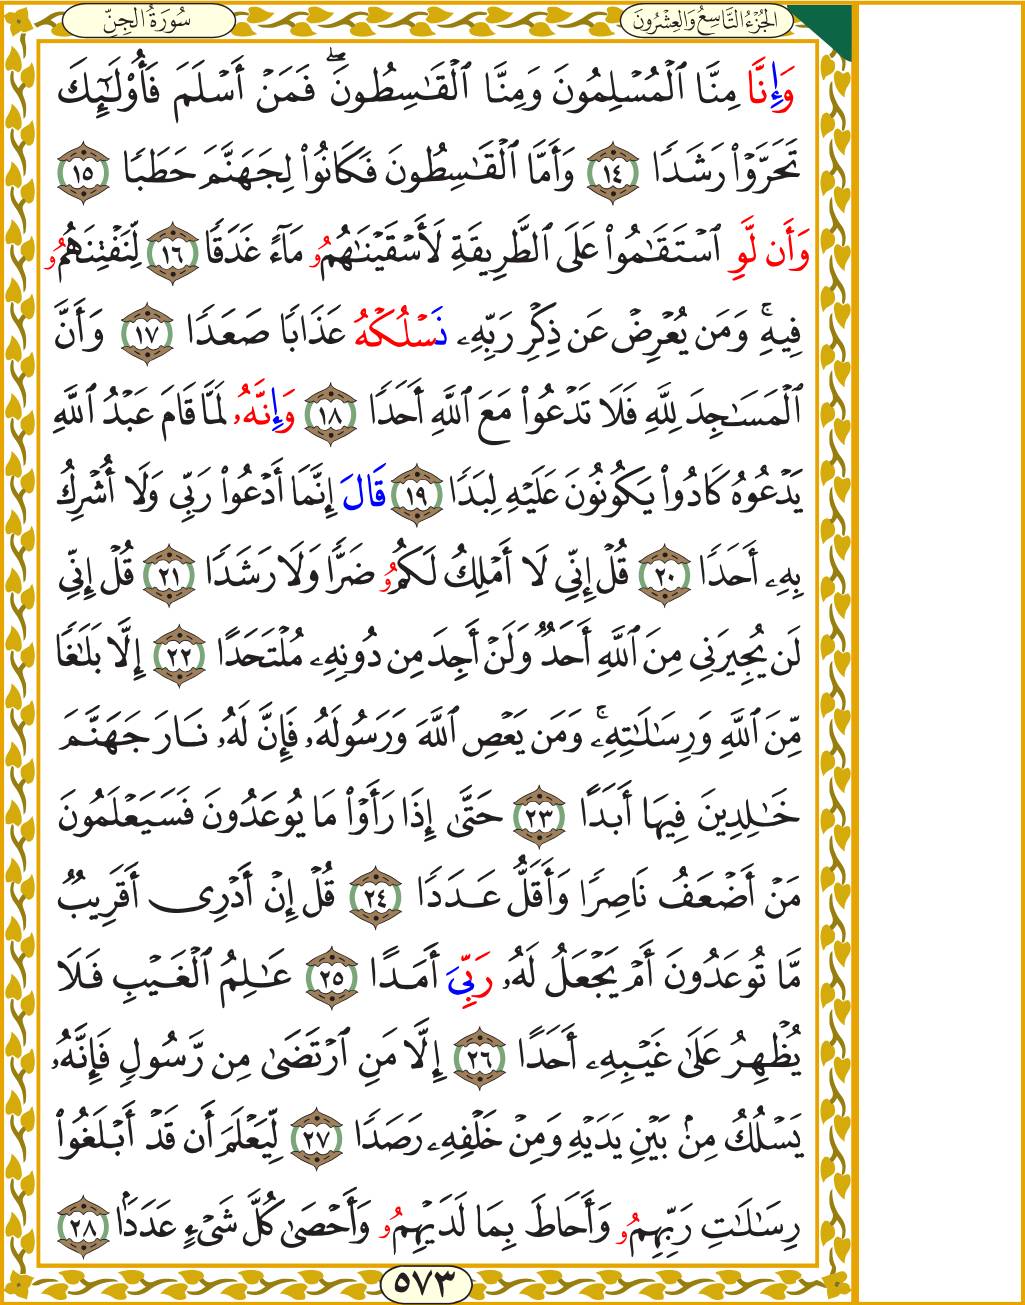 سُورَةُ الجِنِّ
الجُزْءُ التَّاسِعُ وَالعِشْرُونَ
وَإِنَّا مِنَّا ٱلْمُسْلِمُونَ وَمِنَّا ٱلْقَٰسِطُونَۖ فَمَنْ أَسْلَمَ فَأُو۟لَٰٓئِكَ
تَحَرَّوْا۟ رَشَدًا ١٤ وَأَمَّا ٱلْقَٰسِطُونَ فَكَانُوا۟ لِجَهَنَّمَ حَطَبًا ١٥
وَأَن لَّوِ ٱسْتَقَٰمُوا۟ عَلَى ٱلطَّرِيقَةِ لَأَسْقَيْنَٰهُمُۥ مَآءً غَدَقًا ١٦ لِّنَفْتِنَهُمُۥ
فِيهِۚ وَمَن يُعْرِضْ عَن ذِكْرِ رَبِّهِۦ نَسْلُكْهُ عَذَابًا صَعَدًا ١٧ وَأَنَّ
ٱلْمَسَٰجِدَ لِلَّهِ فَلَا تَدْعُوا۟ مَعَ ٱللَّهِ أَحَدًا ١٨ وَإِنَّهُۥ لَمَّا قَامَ عَبْدُ ٱللَّهِ
يَدْعُوهُ كَادُوا۟ يَكُونُونَ عَلَيْهِ لِبَدًا ١٩ قَالَ إِنَّمَا أَدْعُوا۟ رَبِّى وَلَا أُشْرِكُ
بِهِۦ أَحَدًا ٢٠ قُلْ إِنِّى لَا أَمْلِكُ لَكُمُۥ ضَرًّا وَلَا رَشَدًا ٢١ قُلْ إِنِّى
لَن يُجِيرَنِى مِنَ ٱللَّهِ أَحَدٌ وَلَنْ أَجِدَ مِن دُونِهِۦ مُلْتَحَدًا ٢٢ إِلَّا بَلَٰغًا
مِّنَ ٱللَّهِ وَرِسَٰلَٰتِهِۦۚ وَمَن يَعْصِ ٱللَّهَ وَرَسُولَهُۥ فَإِنَّ لَهُۥ نَارَ جَهَنَّمَ
خَٰلِدِينَ فِيهَا أَبَدًا ٢٣ حَتَّىٰ إِذَا رَأَوْا۟ مَا يُوعَدُونَ فَسَيَعْلَمُونَ
مَنْ أَضْعَفُ نَاصِرًا وَأَقَلُّ عَدَدًا ٢٤ قُلْ إِنْ أَدْرِى أَقَرِيبٌ
مَّا تُوعَدُونَ أَمْ يَجْعَلُ لَهُۥ رَبِّىَ أَمَدًا ٢٥ عَٰلِمُ ٱلْغَيْبِ فَلَا
يُظْهِرُ عَلَىٰ غَيْبِهِۦ أَحَدًا ٢٦ إِلَّا مَنِ ٱرْتَضَىٰ مِن رَّسُولٍ فَإِنَّهُۥ
يَسْلُكُ مِنۢ بَيْنِ يَدَيْهِ وَمِنْ خَلْفِهِۦ رَصَدًا ٢٧ لِّيَعْلَمَ أَن قَدْ أَبْلَغُوا۟
رِسَٰلَٰتِ رَبِّهِمُۥ وَأَحَاطَ بِمَا لَدَيْهِمُۥ وَأَحْصَىٰ كُلَّ شَىْءٍ عَدَدًۢا ٢٨
٥٧٣